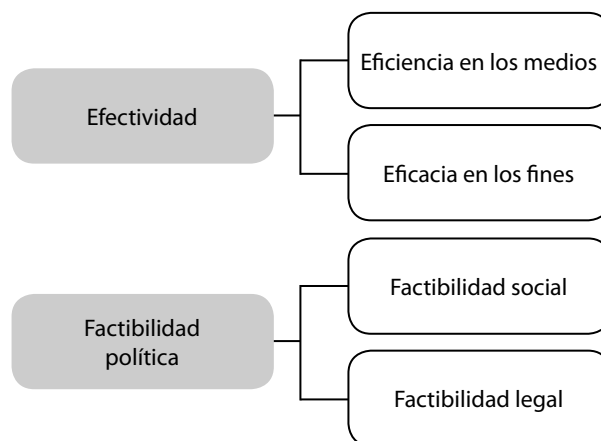 Efectividad
Eficiencia en los medios
Eficacia en los fines
Factibilidad
política
Factibilidad social
Factibilidad legal